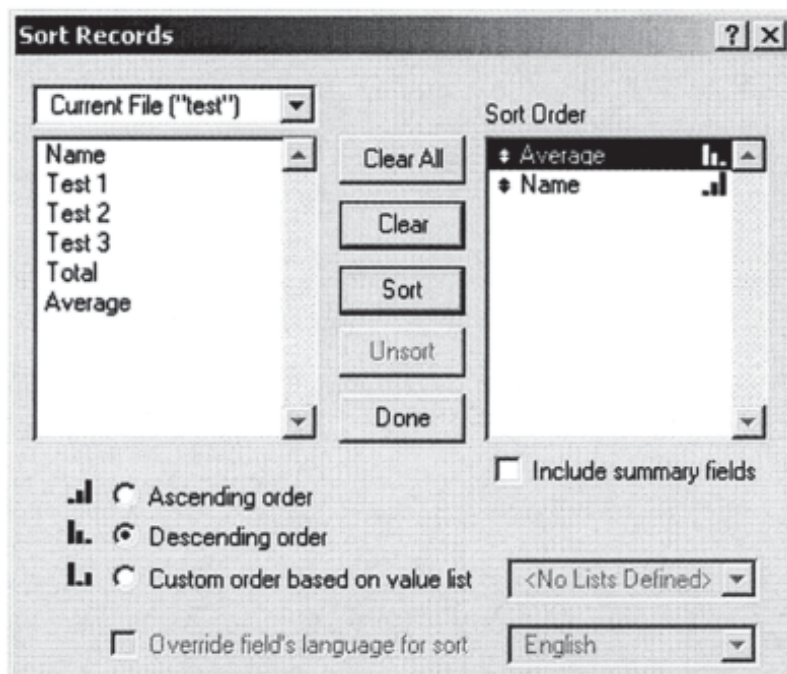 Sort Records
Current File ("test")
Sort Order
Name
Test 1
Test 2
Test 3
Total
Average
Clear All
Clear
Sort
Unsort
Done
Average
Name
Include summary fields
Ascending order
Descending order
Custom order based on value list
<No Lists Defined>
Override field's language for sort
English